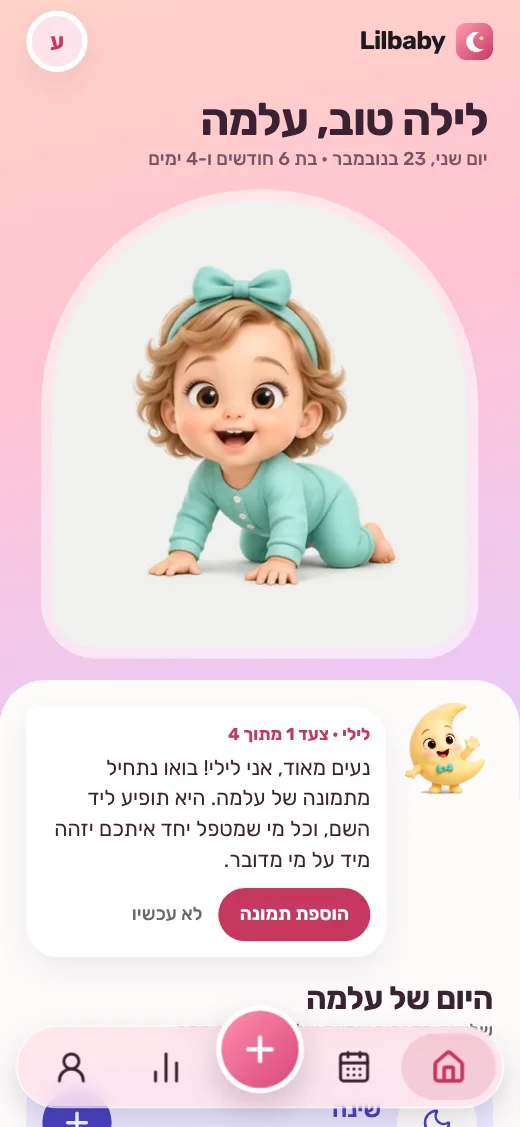 Lilbaby
ע
לילה טוב, עלמה
יום שני, 23 בנובמבר • בת 6 חודשים ו-4 ימים
לילי • צעד 1 מתוך 4
נעים מאוד, אני לילי! בואו נתחיל
מתמונה של עלמה. היא תופיע ליד
השם, וכל מי שמטפל יחד איתכם יזהה
מיד על מי מדובר.
הוספת תמונה
לא עכשיו
היום של עלמה
שינה